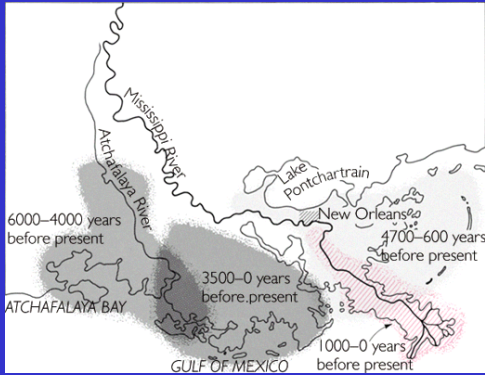 Mississippi River
Atchafalaya River
Lake
Pontchartrain
New Orleans
6000–4000 years
before present
4700–600 years
before present
3500–0 years
before.present
ATCHAFALAYA BAY
1000–0 years
before present
GULF OF MEXICO